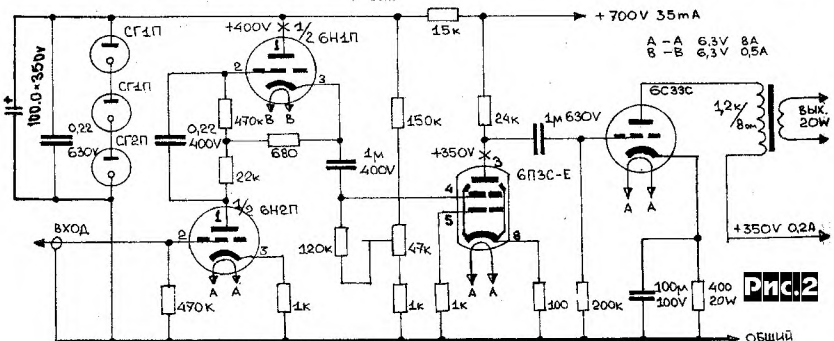 +400V
1/2 6Н1П
15к
+700V 35mA
А – А 6,3V 8А
В – В 6,3V 0,5А
СГ1П
СГ1П
СГ2П
100.0×350v
0,22
630V
0,22
400V
1
2
3
В В
470к
680
22к
150к
24к
1м 630V
6С33С
1,2к/8ом
ВЫХ.
20W
1м
400V
+350V
3
6П3С-Е
4
5
8
А А
1/2 6Н2П
1
2
3
ВХОД
А А
470к
1к
120к
47к
1к
1к
А А
100
200к
100м
100V
400
20W
+350V 0,2А
Рис.2
ОБЩИЙ